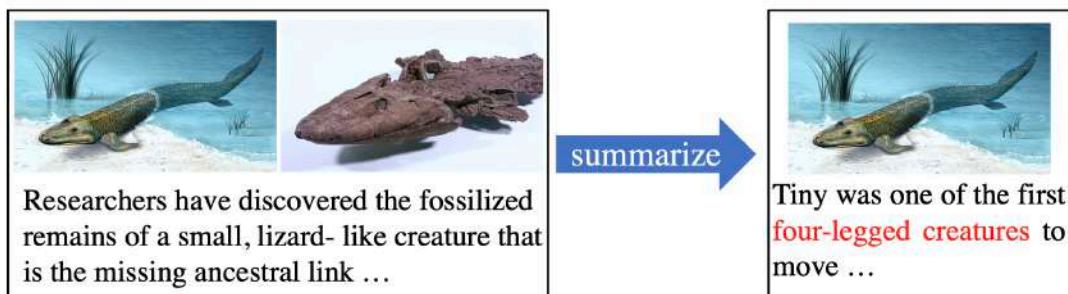 Researchers have discovered the fossilized
remains of a small, lizard- like creature that
is the missing ancestral link ...
summarize
Tiny was one of the first
four-legged creatures to
move ...